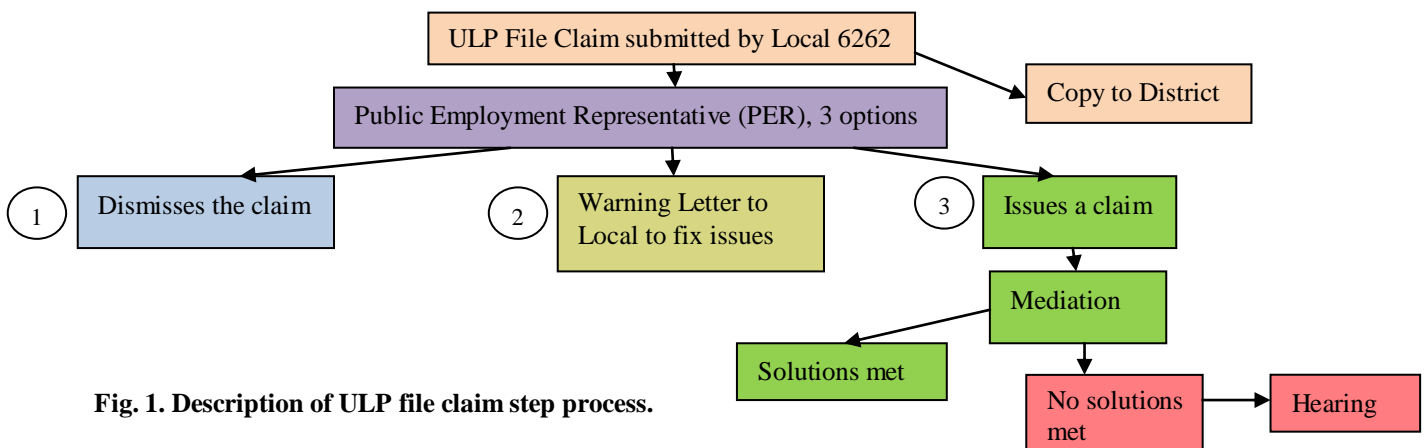 ULP File Claim submitted by Local 6262
Copy to District
Public Employment Representative (PER), 3 options
1
Dismisses the claim
2
Warning Letter to
Local to fix issues
3
Issues a claim
Mediation
Solutions met
No solutions
met
Hearing
Fig. 1. Description of ULP file claim step process.